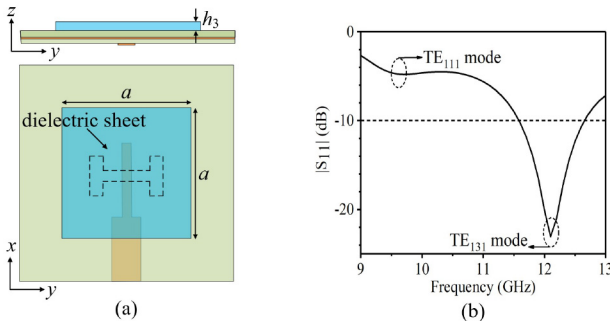 z
h3
y
a
dielectric sheet
a
x
y
(a)
0
-10
-20
|S11| (dB)
TE111 mode
TE131 mode
9 10 11 12 13
Frequency (GHz)
(b)